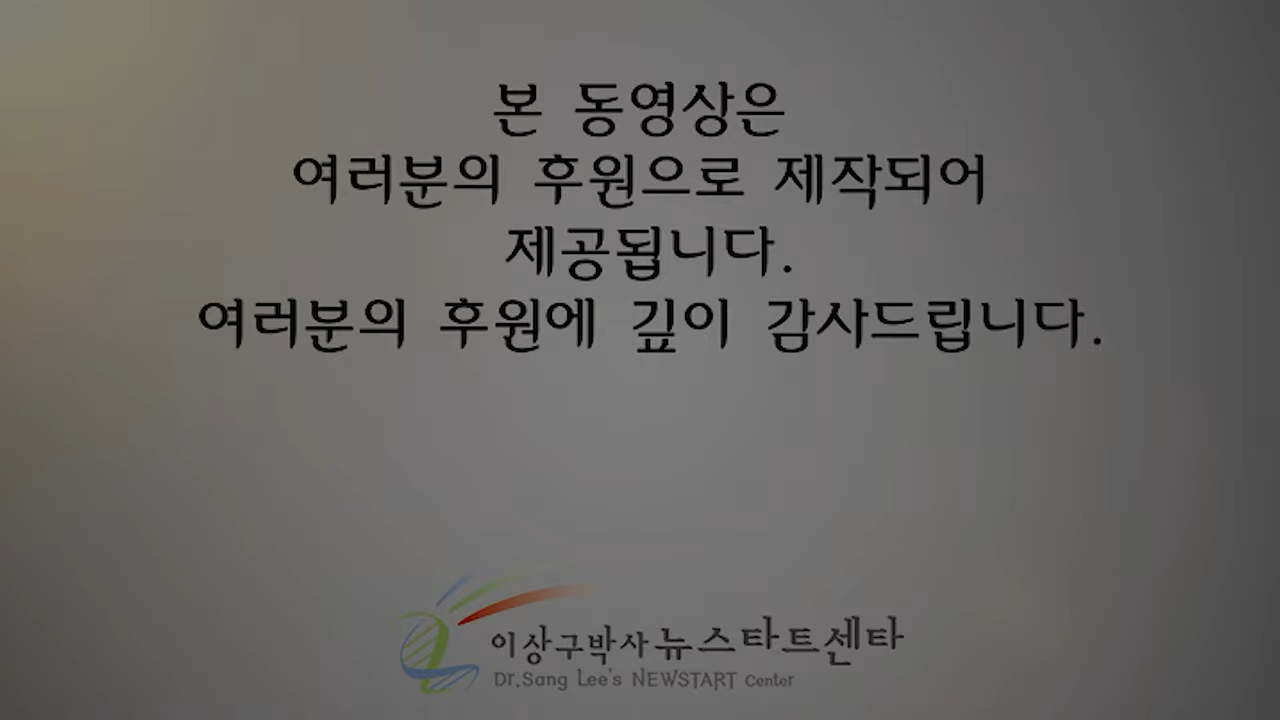 본 동영상은
여러분의 후원으로 제작되어
제공됩니다.
여러분의 후원에 깊이 감사드립니다.
이상구박사 뉴스타트센타
Dr.Sang Lee's NEWSTART Center